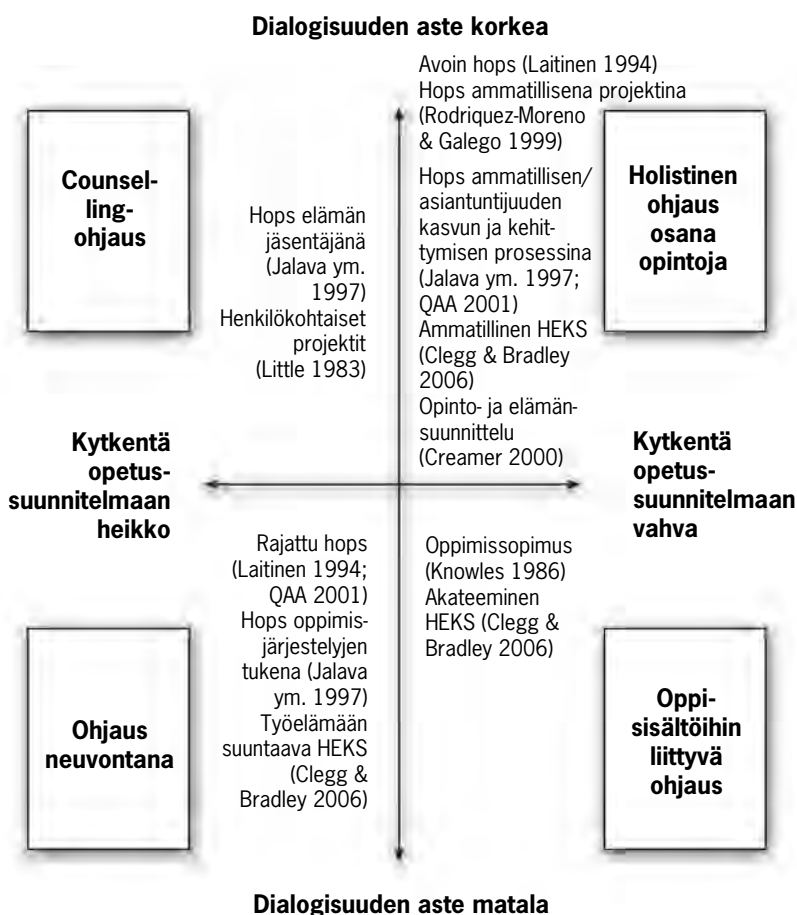 Dialogisuuden aste korkea
Avoin hops (Laitinen 1994)
Hops ammatillisena projektina
(Rodriquez-Moreno
& Galego 1999)
Hops ammatillisen/
asiantuntijuuden
kasvun ja kehit-
tymisen prosessina
(Jalava ym. 1997;
QAA 2001)
Ammatillinen HEKS
(Clegg & Bradley
2006)
Opinto- ja elämän-
suunnittelu
(Creamer 2000)
Counsel-
ling-
ohjaus
Hops elämän
jäsentäjänä
(Jalava ym.
1997)
Henkilökohtaiset
projektit
(Little 1983)
Holistinen
ohjaus
osana
opintoja
Kytkentä
opetus-
suunnitelmaan
heikko
Kytkentä
opetus-
suunnitelmaan
vahva
Rajattu hops
(Laitinen 1994;
QAA 2001)
Hops oppimis-
järjestelyjen
tukena (Jalava
ym. 1997)
Työelämään
suuntaava HEKS
(Clegg &
Bradley 2006)
Oppimissopimus
(Knowles 1986)
Akateeminen
HEKS (Clegg &
Bradley 2006)
Ohjaus
neuvontana
Oppi-
sisältöihin
liittyvä
ohjaus
Dialogisuuden aste matala